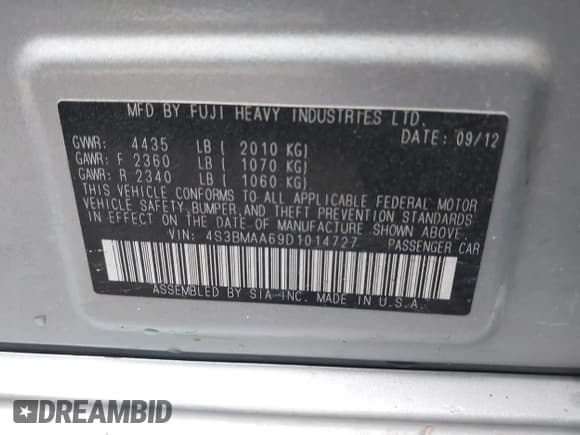 MFD BY FUJI HEAVY INDUSTRIES LTD.
DATE: 09/12
GVWR: 4435 LB ( 2010 KG)
GAWR: F 2360 LB ( 1070 KG)
GAWR: R 2340 LB ( 1060 KG)
THIS VEHICLE CONFORMS TO ALL APPLICABLE FEDERAL MOTOR
VEHICLE SAFETY, BUMPER, AND THEFT PREVENTION STANDARDS
IN EFFECT ON THE DATE OF MANUFACTURE SHOWN ABOVE.
VIN: 4S3BMAA69D1014727 PASSENGER CAR
ASSEMBLED BY SIA-INC. MADE IN U.S.A.
DREAMBID